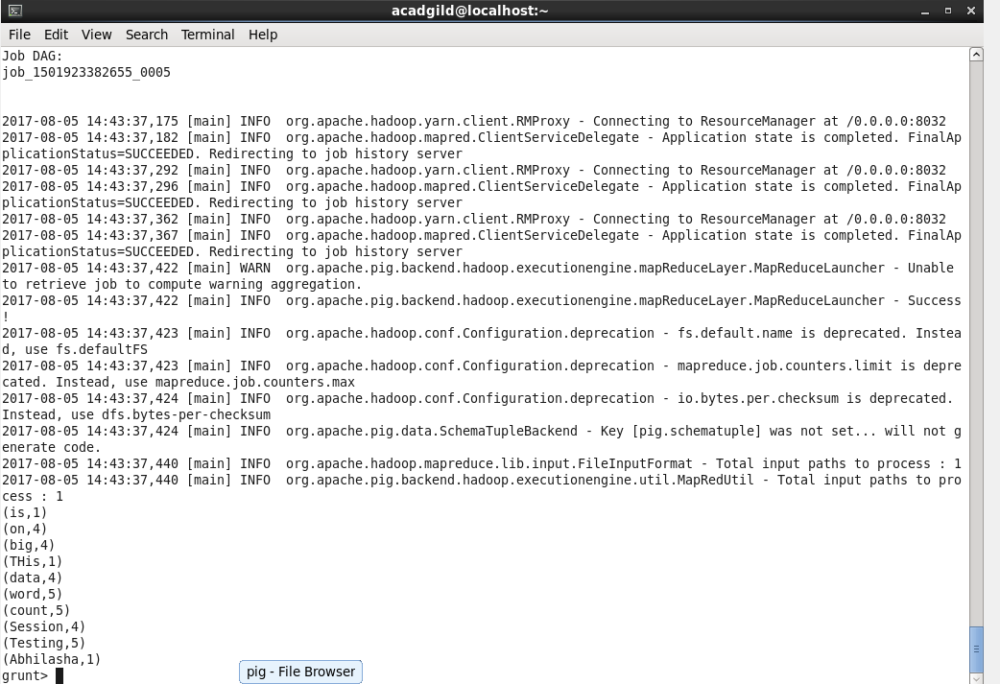 acadgild@localhost:~
File Edit View Search Terminal Help
Job DAG:
job_1501923382655_0005
2017-08-05 14:43:37,175 [main] INFO  org.apache.hadoop.yarn.client.RMProxy - Connecting to ResourceManager at /0.0.0.0:8032
2017-08-05 14:43:37,182 [main] INFO  org.apache.hadoop.mapred.ClientServiceDelegate - Application state is completed. FinalAp
plicationStatus=SUCCEEDED. Redirecting to job history server
2017-08-05 14:43:37,292 [main] INFO  org.apache.hadoop.yarn.client.RMProxy - Connecting to ResourceManager at /0.0.0.0:8032
2017-08-05 14:43:37,296 [main] INFO  org.apache.hadoop.mapred.ClientServiceDelegate - Application state is completed. FinalAp
plicationStatus=SUCCEEDED. Redirecting to job history server
2017-08-05 14:43:37,362 [main] INFO  org.apache.hadoop.yarn.client.RMProxy - Connecting to ResourceManager at /0.0.0.0:8032
2017-08-05 14:43:37,367 [main] INFO  org.apache.hadoop.mapred.ClientServiceDelegate - Application state is completed. FinalAp
plicationStatus=SUCCEEDED. Redirecting to job history server
2017-08-05 14:43:37,422 [main] WARN  org.apache.pig.backend.hadoop.executionengine.mapReduceLayer.MapReduceLauncher - Unable
to retrieve job to compute warning aggregation.
2017-08-05 14:43:37,422 [main] INFO  org.apache.pig.backend.hadoop.executionengine.mapReduceLayer.MapReduceLauncher - Success
!
2017-08-05 14:43:37,423 [main] INFO  org.apache.hadoop.conf.Configuration.deprecation - fs.default.name is deprecated. Instea
d, use fs.defaultFS
2017-08-05 14:43:37,423 [main] INFO  org.apache.hadoop.conf.Configuration.deprecation - mapreduce.job.counters.limit is depre
cated. Instead, use mapreduce.job.counters.max
2017-08-05 14:43:37,424 [main] INFO  org.apache.hadoop.conf.Configuration.deprecation - io.bytes.per.checksum is deprecated.
Instead, use dfs.bytes-per-checksum
2017-08-05 14:43:37,424 [main] INFO  org.apache.pig.data.SchemaTupleBackend - Key [pig.schematuple] was not set... will not g
enerate code.
2017-08-05 14:43:37,440 [main] INFO  org.apache.hadoop.mapreduce.lib.input.FileInputFormat - Total input paths to process : 1
2017-08-05 14:43:37,440 [main] INFO  org.apache.pig.backend.hadoop.executionengine.util.MapRedUtil - Total input paths to pro
cess : 1
(is,1)
(on,4)
(big,4)
(THis,1)
(data,4)
(word,5)
(count,5)
(Session,4)
(Testing,5)
(Abhilasha,1)
grunt>
pig - File Browser